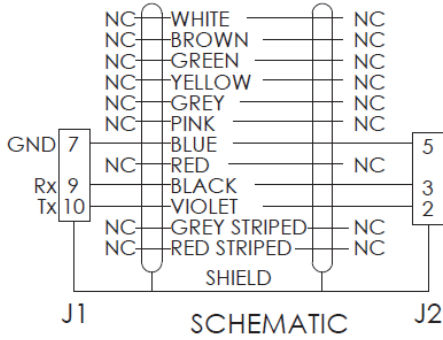 NC WHITE NC
NC BROWN NC
NC GREEN NC
NC YELLOW NC
NC GREY NC
NC PINK NC
GND 7 BLUE 5
NC RED NC
Rx 9 BLACK 3
Tx 10 VIOLET 2
NC GREY STRIPED NC
NC RED STRIPED NC
SHIELD
J1 SCHEMATIC J2